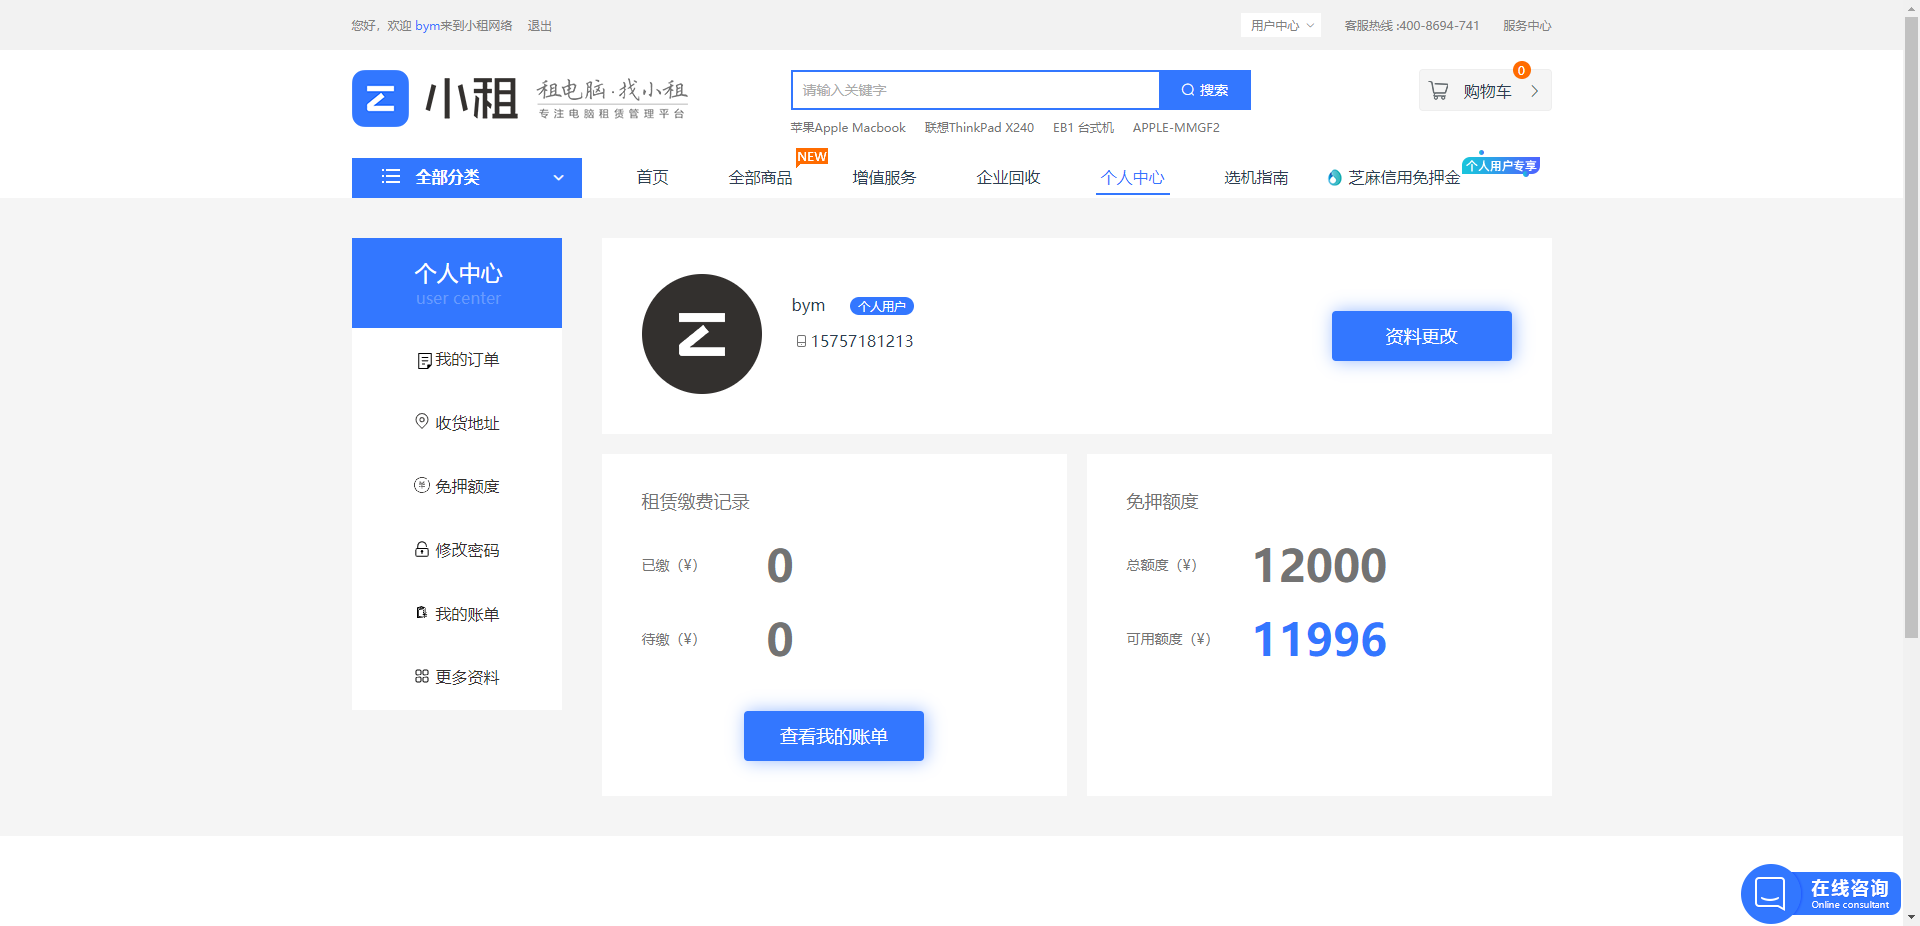 您好，欢迎 bym来到小租网络 退出
用户中心 客服热线 :400-8694-741 服务中心
小租 租电脑·找小租
专注电脑租赁管理平台
请输入关键字 搜索
购物车 0
苹果Apple Macbook 联想ThinkPad X240 EB1 台式机 APPLE-MMGF2
NEW
个人用户专享
全部分类 首页 全部商品 增值服务 企业回收 个人中心 选机指南 芝麻信用免押金
个人中心
user center
我的订单
收货地址
免押额度
修改密码
我的账单
更多资料
bym 个人用户
15757181213
资料更改
租赁缴费记录
已缴（¥） 0
待缴（¥） 0
查看我的账单
免押额度
总额度（¥） 12000
可用额度（¥） 11996
在线咨询
Online consultant